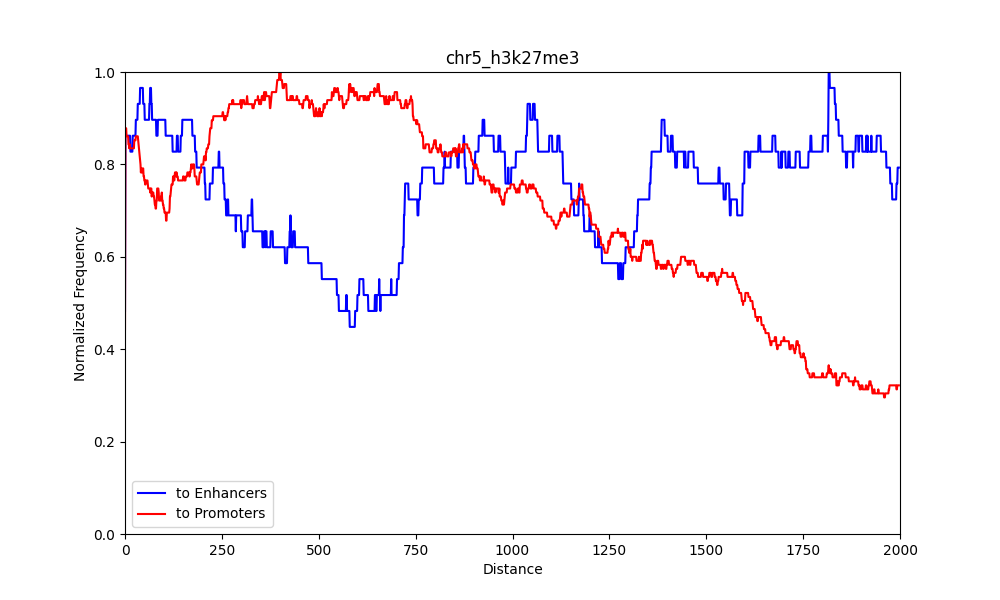 chr5_h3k27me3
Normalized Frequency
1.0
0.8
0.6
0.4
0.2
0.0
to Enhancers
to Promoters
0 250 500 750 1000 1250 1500 1750 2000
Distance